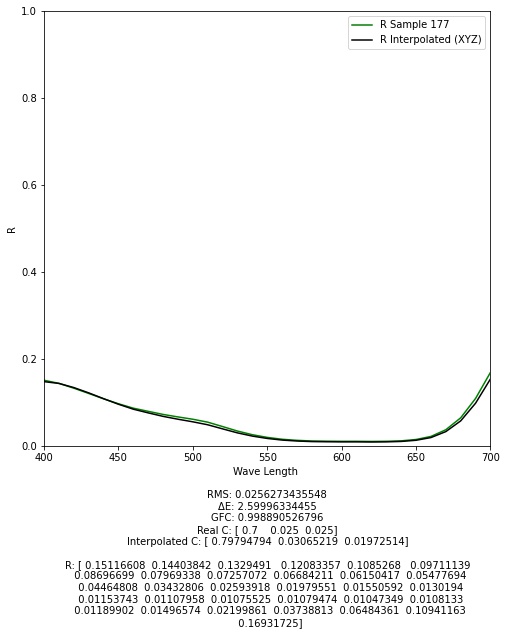 1.0
0.8
0.6
0.4
0.2
0.0
R
R Sample 177
R Interpolated (XYZ)
400 450 500 550 600 650 700
Wave Length
RMS: 0.0256273435548
ΔE: 2.59996334455
GFC: 0.998890526796
Real C: [ 0.7 0.025 0.025]
Interpolated C: [ 0.79794794 0.03065219 0.01972514]
R: [ 0.15116608 0.14403842 0.1329491 0.12083357 0.1085268 0.09711139
0.08696699 0.07969338 0.07257072 0.06684211 0.06150417 0.05477694
0.04464808 0.03432806 0.02593918 0.01979551 0.01550592 0.0130194
0.01153743 0.01107958 0.01075525 0.01079474 0.01047349 0.0108133
0.01189902 0.01496574 0.02199861 0.03738813 0.06484361 0.10941163
0.16931725]